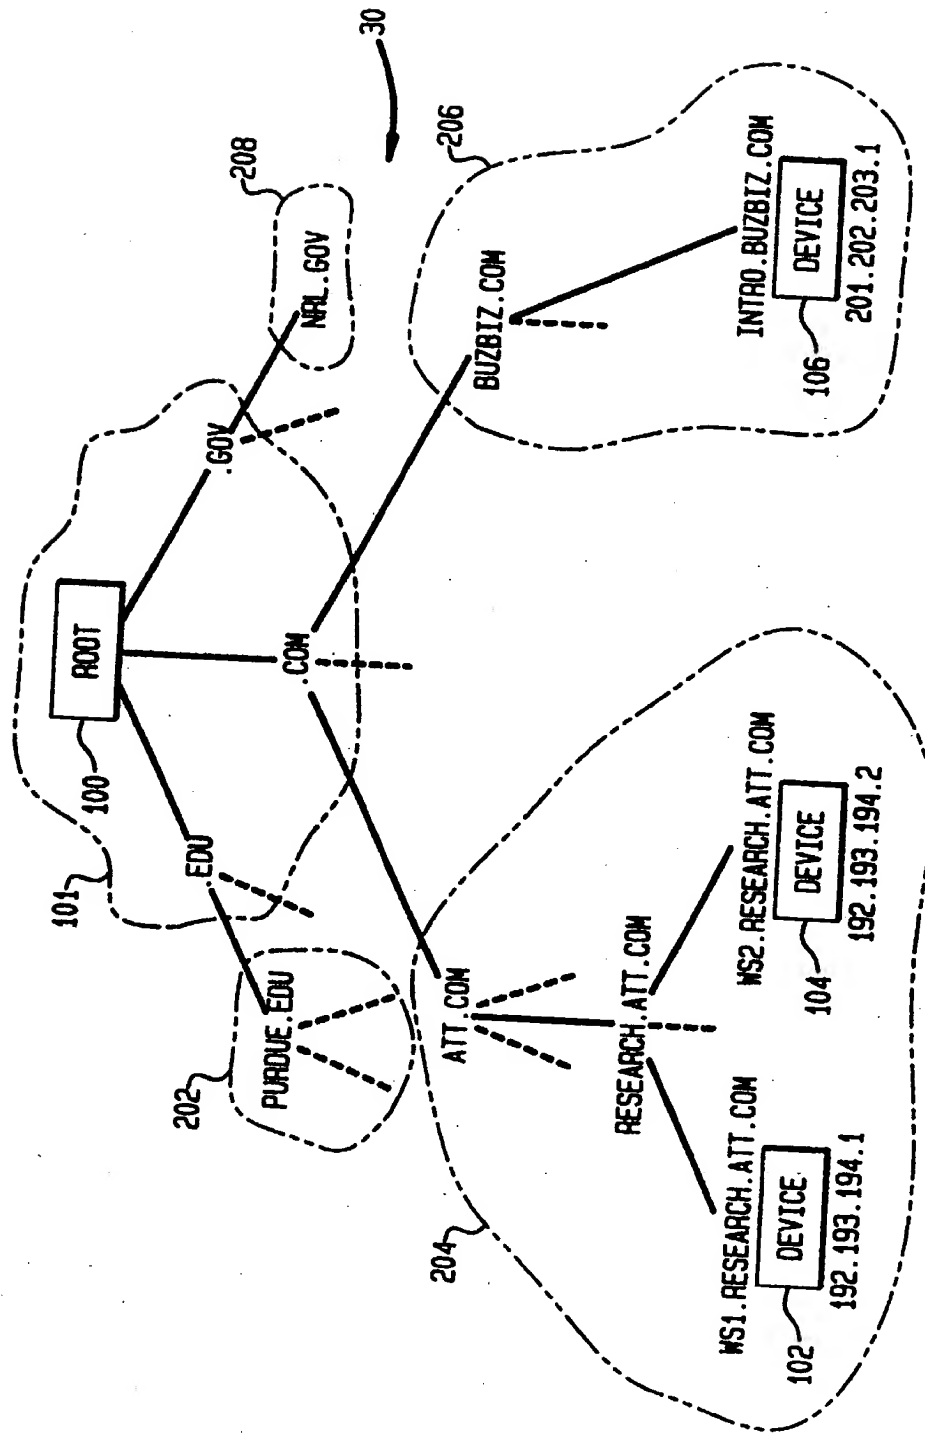 30
ROOT
100
101
.EDU
.GOV
208
NRL.GOV
.COM
202
PURDUE.EDU
206
BUZBIZ.COM
ATT.COM
204
RESEARCH.ATT.COM
WS1.RESEARCH.ATT.COM
DEVICE
102
192.193.194.1
WS2.RESEARCH.ATT.COM
DEVICE
104
192.193.194.2
INTRO.BUZBIZ.COM
DEVICE
106
201.202.203.1